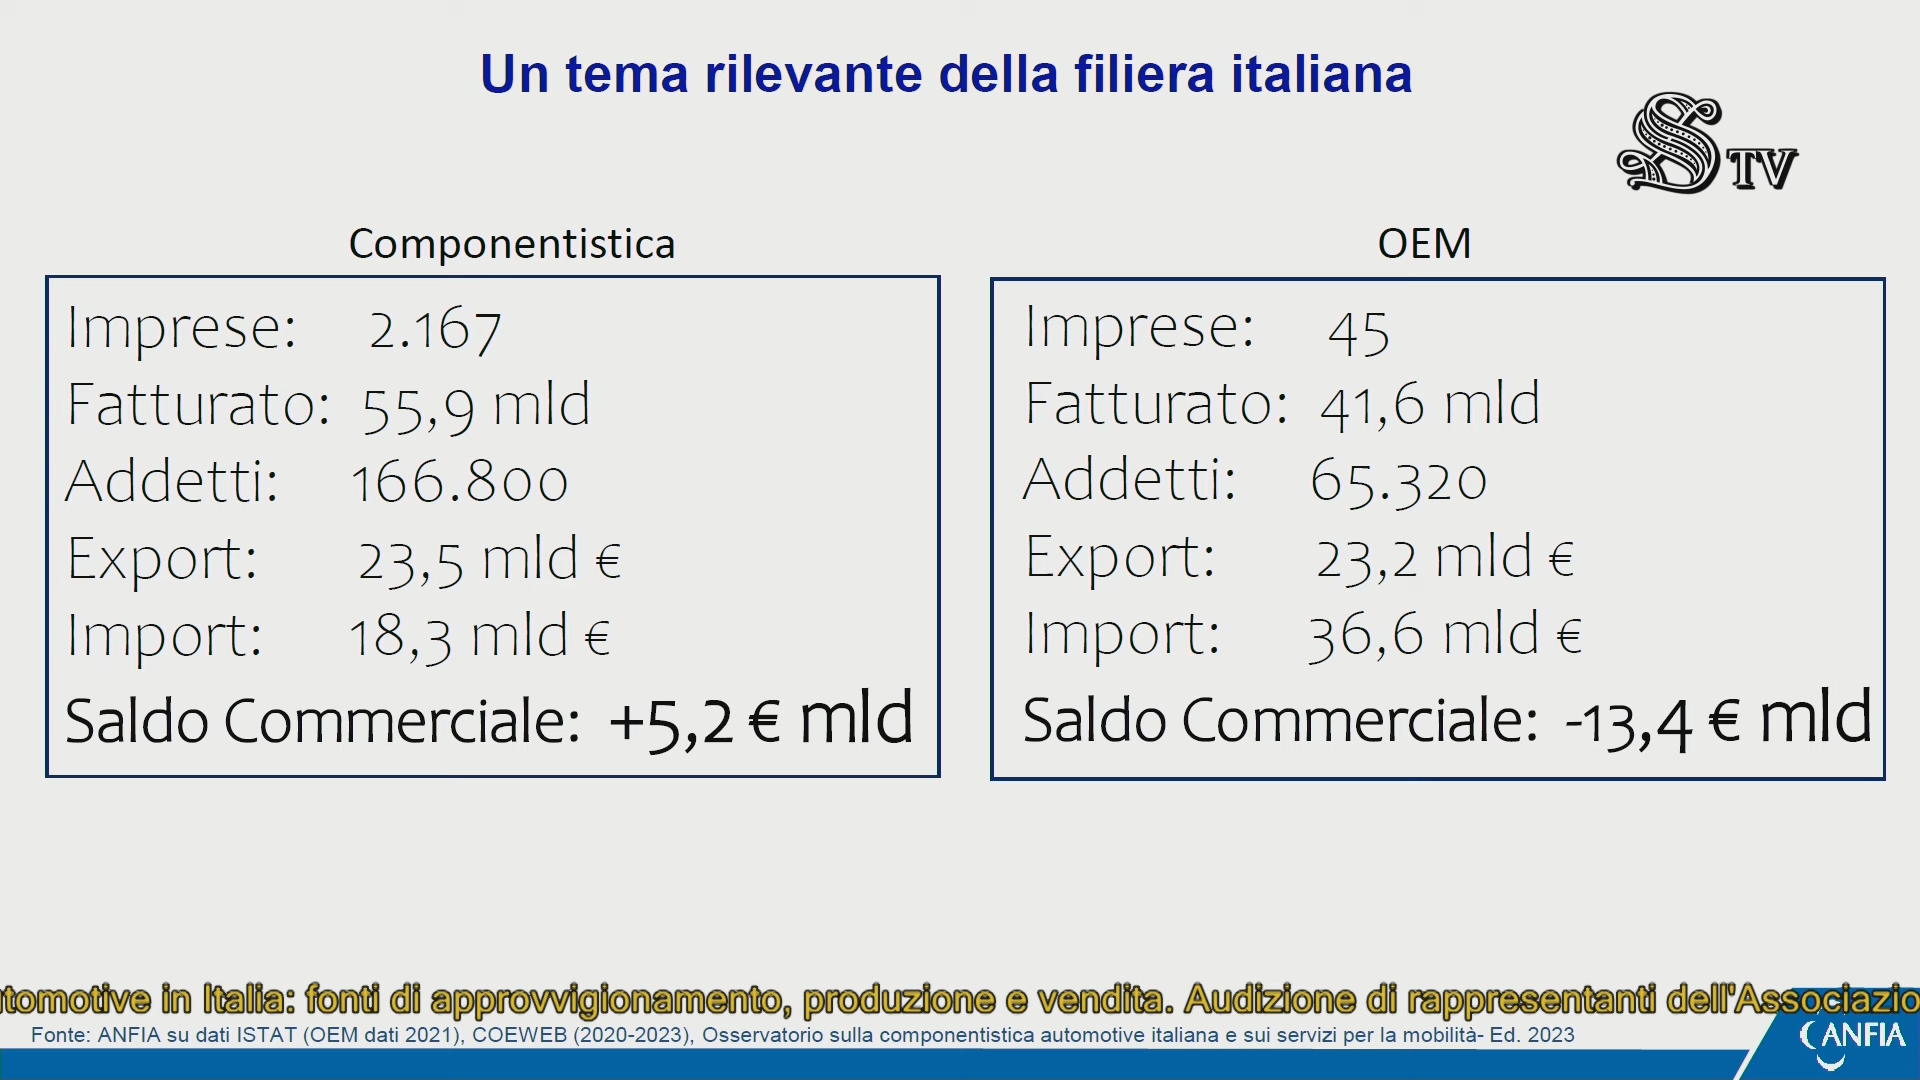 Un tema rilevante della filiera italiana
S TV
Componentistica
Imprese: 2.167
Fatturato: 55,9 mld
Addetti: 166.800
Export: 23,5 mld €
Import: 18,3 mld €
Saldo Commerciale: +5,2 € mld
OEM
Imprese: 45
Fatturato: 41,6 mld
Addetti: 65.320
Export: 23,2 mld €
Import: 36,6 mld €
Saldo Commerciale: -13,4 € mld
utomotive in Italia: fonti di approvvigionamento, produzione e vendita. Audizione di rappresentanti dell'Associazio
Fonte: ANFIA su dati ISTAT (OEM dati 2021), COEWEB (2020-2023), Osservatorio sulla componentistica automotive italiana e sui servizi per la mobilità- Ed. 2023
ANFIA